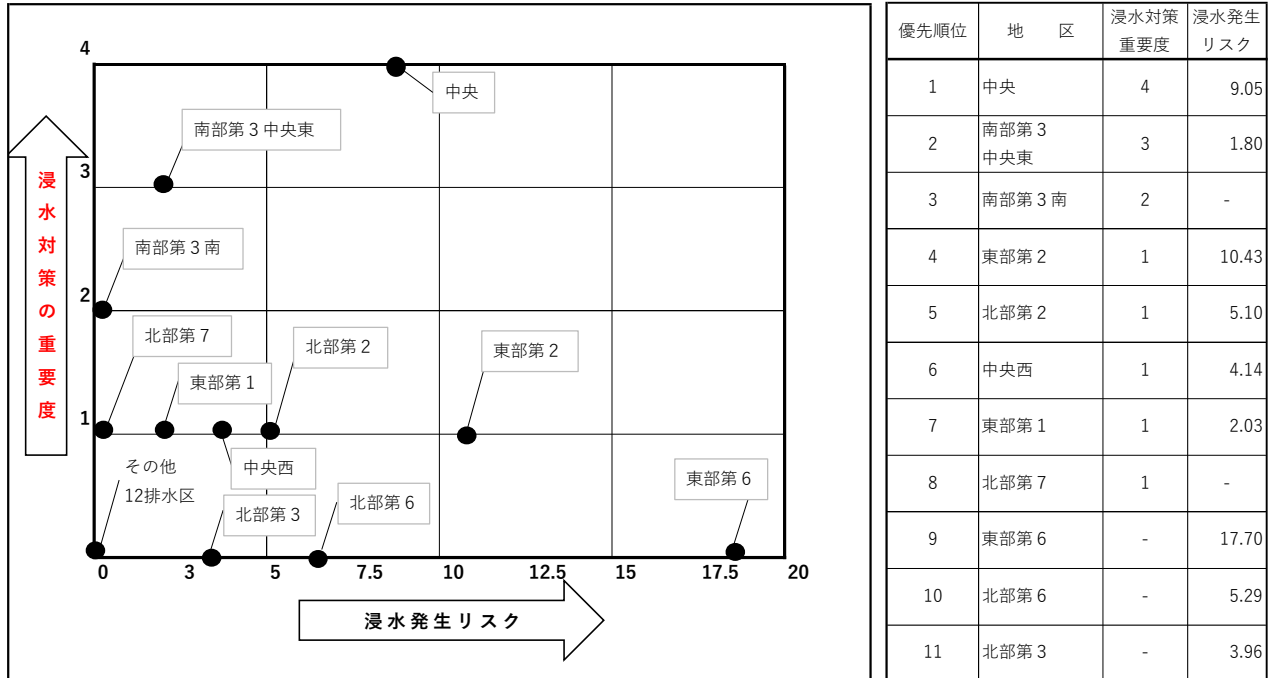 4
中央
南部第３中央東
3
南部第３南
2
北部第７
北部第２
東部第２
東部第１
1
その他
12排水区
中央西
東部第６
北部第３
北部第６
0 3 5 7.5 10 12.5 15 17.5 20
浸水対策の重要度
浸水発生リスク
優先順位 地　区 浸水対策重要度 浸水発生リスク
1 中央 4 9.05
2 南部第３中央東 3 1.80
3 南部第３南 2 -
4 東部第２ 1 10.43
5 北部第２ 1 5.10
6 中央西 1 4.14
7 東部第１ 1 2.03
8 北部第７ 1 -
9 東部第６ - 17.70
10 北部第６ - 5.29
11 北部第３ - 3.96